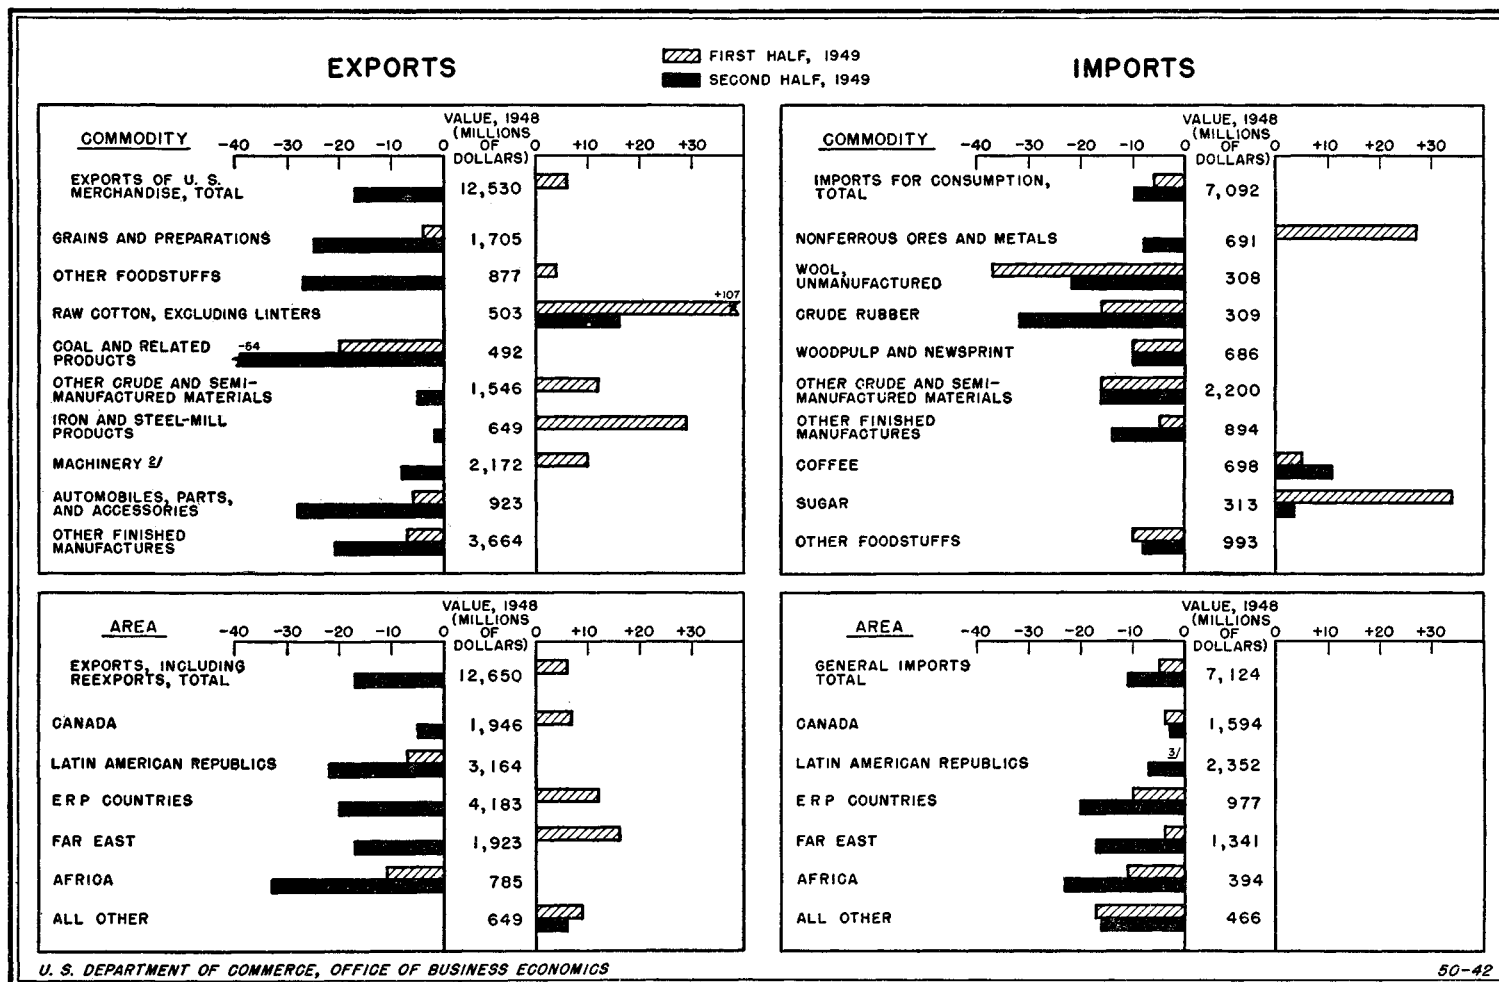 EXPORTS
FIRST HALF, 1949
SECOND HALF, 1949
IMPORTS
COMMODITY
-40 -30 -20 -10 0
VALUE, 1948
(MILLIONS
OF
DOLLARS)
0 +10 +20 +30
EXPORTS OF U. S.
MERCHANDISE, TOTAL
12,530
GRAINS AND PREPARATIONS
1,705
OTHER FOODSTUFFS
877
+107
RAW COTTON, EXCLUDING LINTERS
503
COAL AND RELATED
PRODUCTS
-64
492
OTHER CRUDE AND SEMI-
MANUFACTURED MATERIALS
1,546
IRON AND STEEL-MILL
PRODUCTS
649
MACHINERY 2/
2,172
AUTOMOBILES, PARTS,
AND ACCESSORIES
923
OTHER FINISHED
MANUFACTURES
3,664
COMMODITY
-40 -30 -20 -10 0
VALUE, 1948
(MILLIONS
OF
DOLLARS)
0 +10 +20 +30
IMPORTS FOR CONSUMPTION,
TOTAL
7,092
NONFERROUS ORES AND METALS
691
WOOL,
UNMANUFACTURED
308
CRUDE RUBBER
309
WOODPULP AND NEWSPRINT
686
OTHER CRUDE AND SEMI-
MANUFACTURED MATERIALS
2,200
OTHER FINISHED
MANUFACTURES
894
COFFEE
698
SUGAR
313
OTHER FOODSTUFFS
993
AREA
-40 -30 -20 -10 0
VALUE, 1948
(MILLIONS
OF
DOLLARS)
0 +10 +20 +30
EXPORTS, INCLUDING
REEXPORTS, TOTAL
12,650
CANADA
1,946
LATIN AMERICAN REPUBLICS
3,164
ERP COUNTRIES
4,183
FAR EAST
1,923
AFRICA
785
ALL OTHER
649
AREA
-40 -30 -20 -10 0
VALUE, 1948
(MILLIONS
OF
DOLLARS)
0 +10 +20 +30
GENERAL IMPORTS
TOTAL
7,124
CANADA
1,594
LATIN AMERICAN REPUBLICS
3/
2,352
ERP COUNTRIES
977
FAR EAST
1,341
AFRICA
394
ALL OTHER
466
U. S. DEPARTMENT OF COMMERCE, OFFICE OF BUSINESS ECONOMICS
50-42